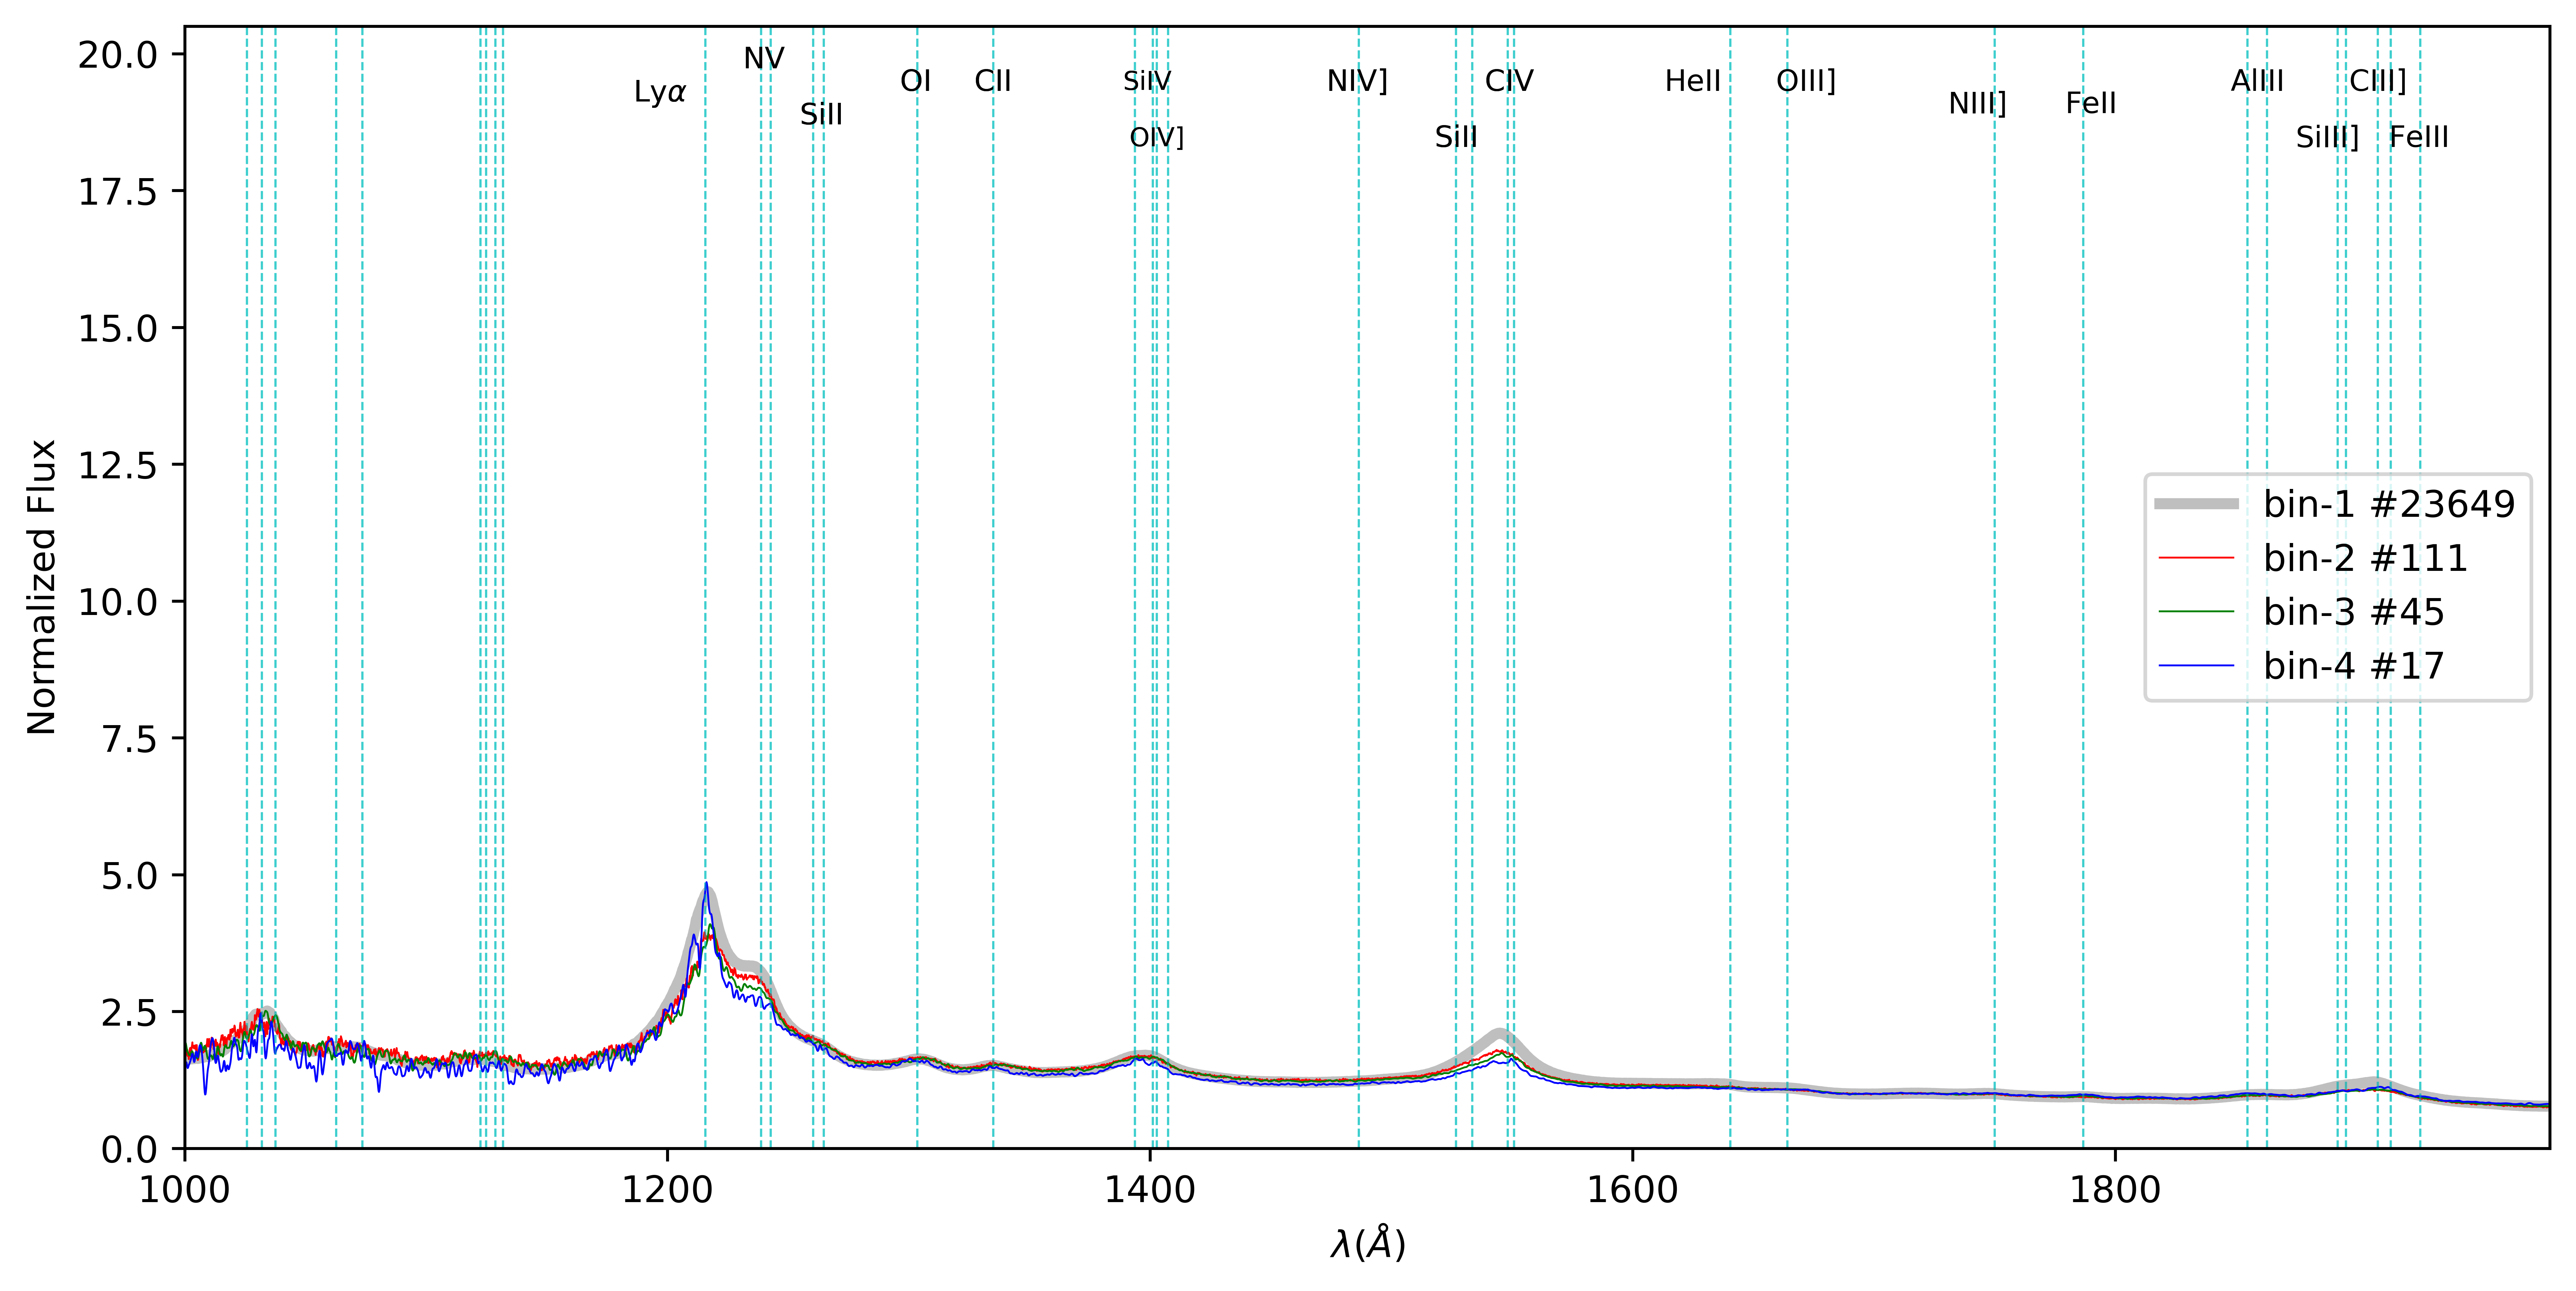 20.0
17.5
15.0
12.5
10.0
7.5
5.0
2.5
0.0
Normalized Flux
NV
Lyα
SiII
OI
CII
SiIV
OIV]
NIV]
SiII
CIV
HeII
OIII]
NIII]
FeII
AlIII
CIII]
SiIII]
FeIII
bin-1 #23649
bin-2 #111
bin-3 #45
bin-4 #17
1000
1200
1400
1600
1800
λ(Å)